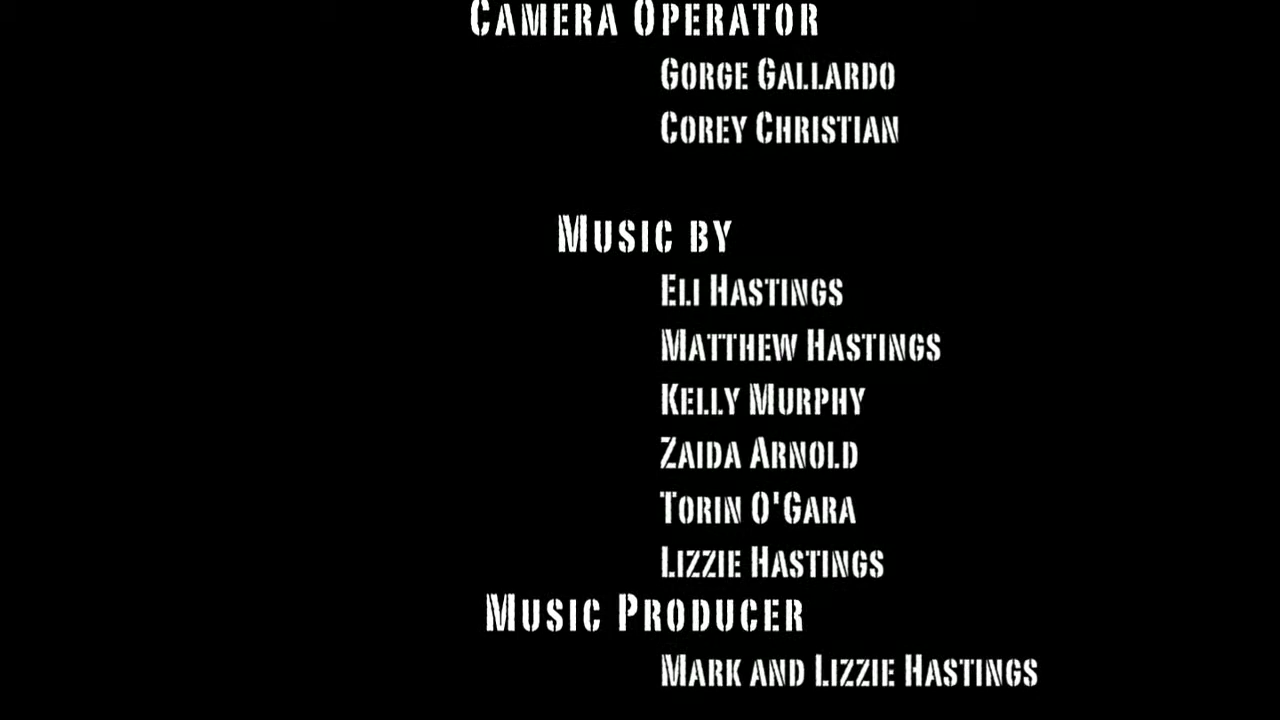 Camera Operator
Gorge Gallardo
Corey Christian
Music by
Eli Hastings
Matthew Hastings
Kelly Murphy
Zaida Arnold
Torin O'Gara
Lizzie Hastings
Music Producer
Mark and Lizzie Hastings